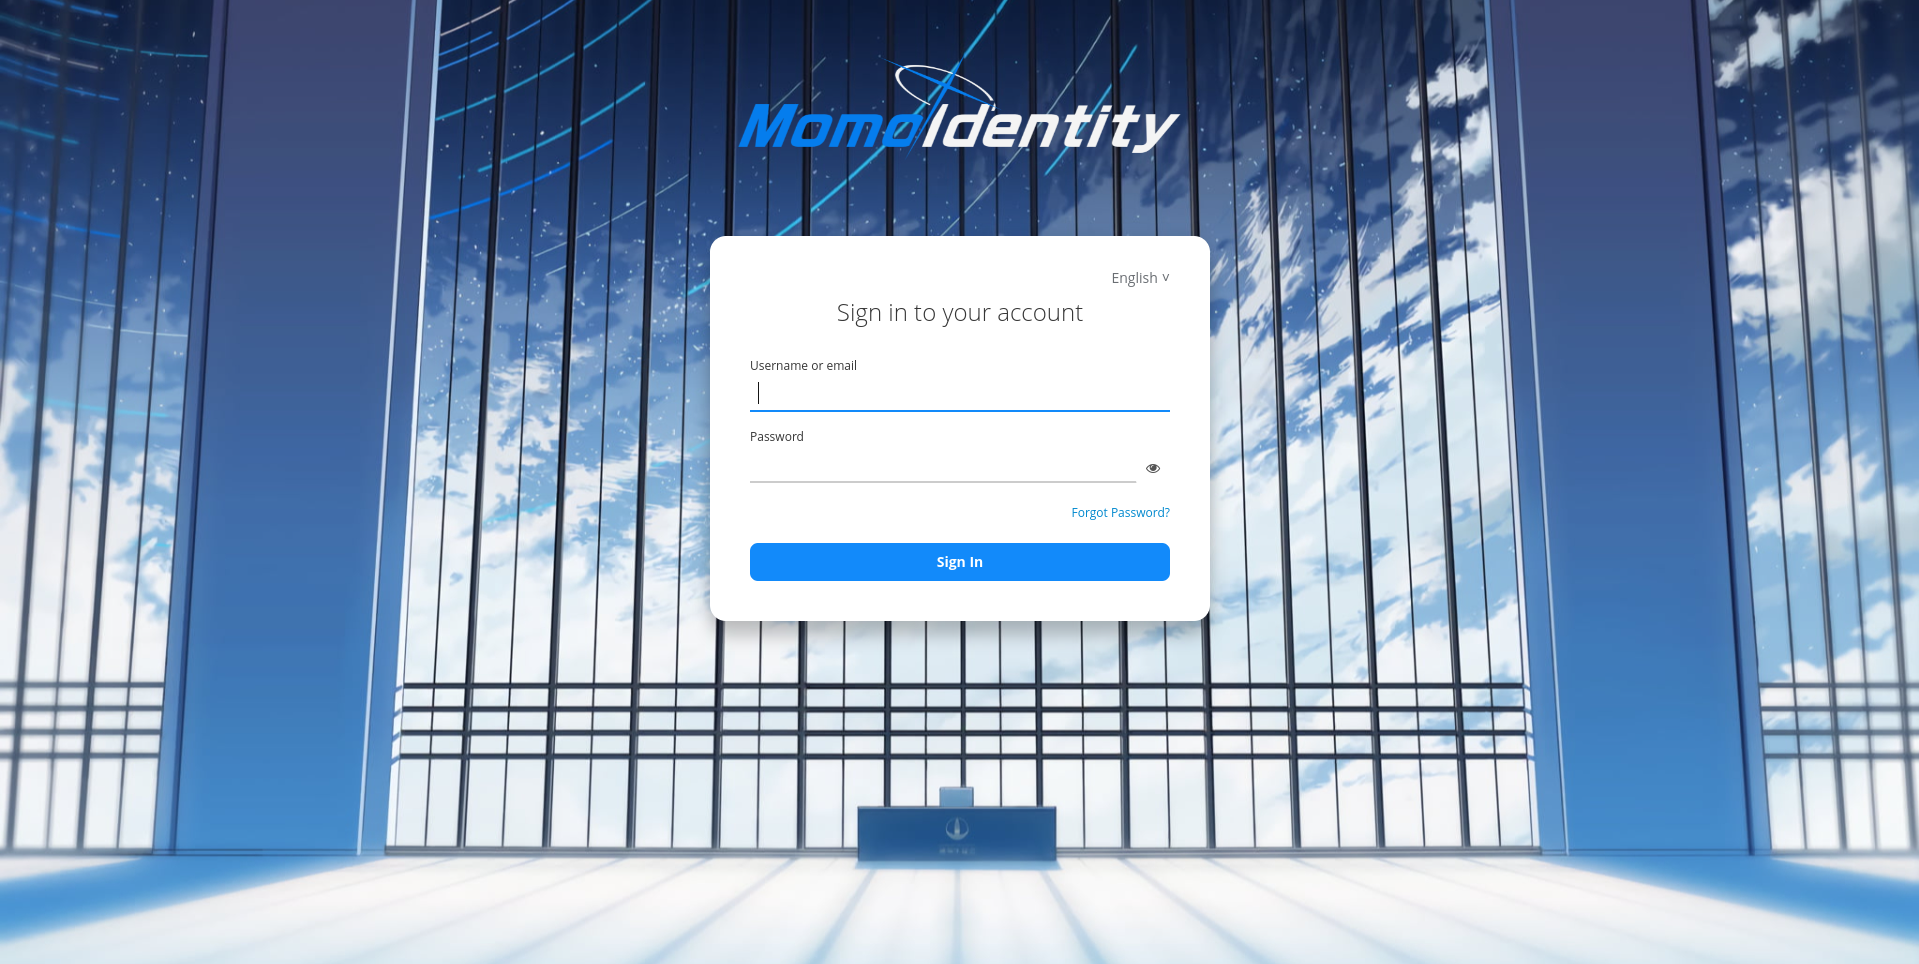 MomoIdentity
English v
Sign in to your account
Username or email
Password
Forgot Password?
Sign In